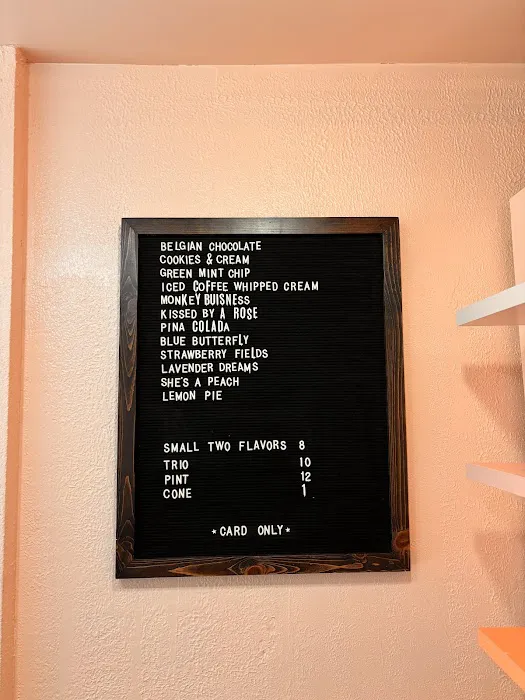 BELGIAN CHOCOLATE
COOKIES & CREAM
GREEN MINT CHIP
ICED COFFEE WHIPPED CREAM
MONKEY BUISNESS
KISSED BY A ROSE
PINA COLADA
BLUE BUTTERFLY
STRAWBERRY FIELDS
LAVENDER DREAMS
SHE'S A PEACH
LEMON PIE
SMALL TWO FLAVORS 8
TRIO 10
PINT 12
CONE 1
*CARD ONLY*